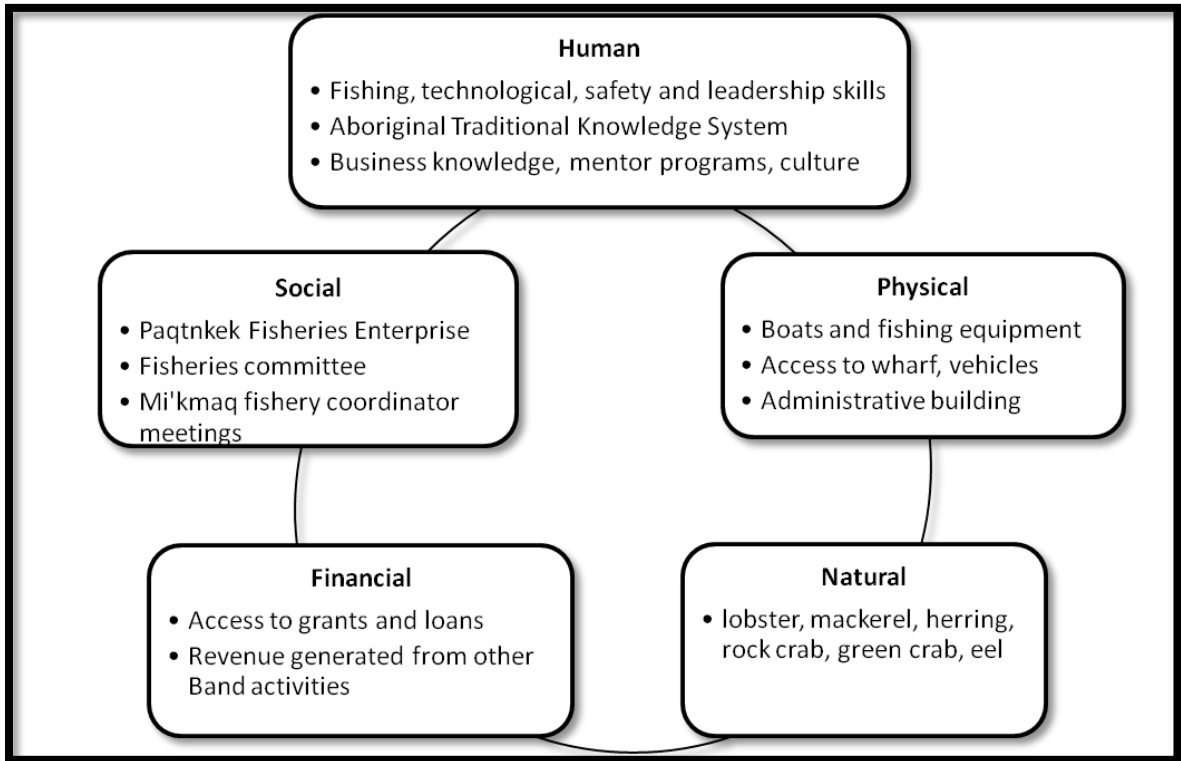 Human
• Fishing, technological, safety and leadership skills
• Aboriginal Traditional Knowledge System
• Business knowledge, mentor programs, culture
Social
• Paqtnkek Fisheries Enterprise
• Fisheries committee
• Mi'kmaq fishery coordinator
meetings
Physical
• Boats and fishing equipment
• Access to wharf, vehicles
• Administrative building
Financial
• Access to grants and loans
• Revenue generated from other
Band activities
Natural
• lobster, mackerel, herring,
rock crab, green crab, eel